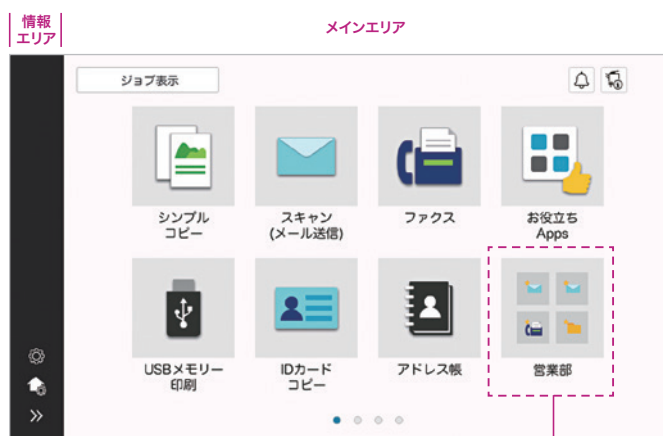 情報
エリア
メインエリア
ジョブ表示
シンプル
コピー
スキャン
(メール送信)
ファクス
お役立ち
Apps
USBメモリー
印刷
IDカード
コピー
アドレス帳
営業部